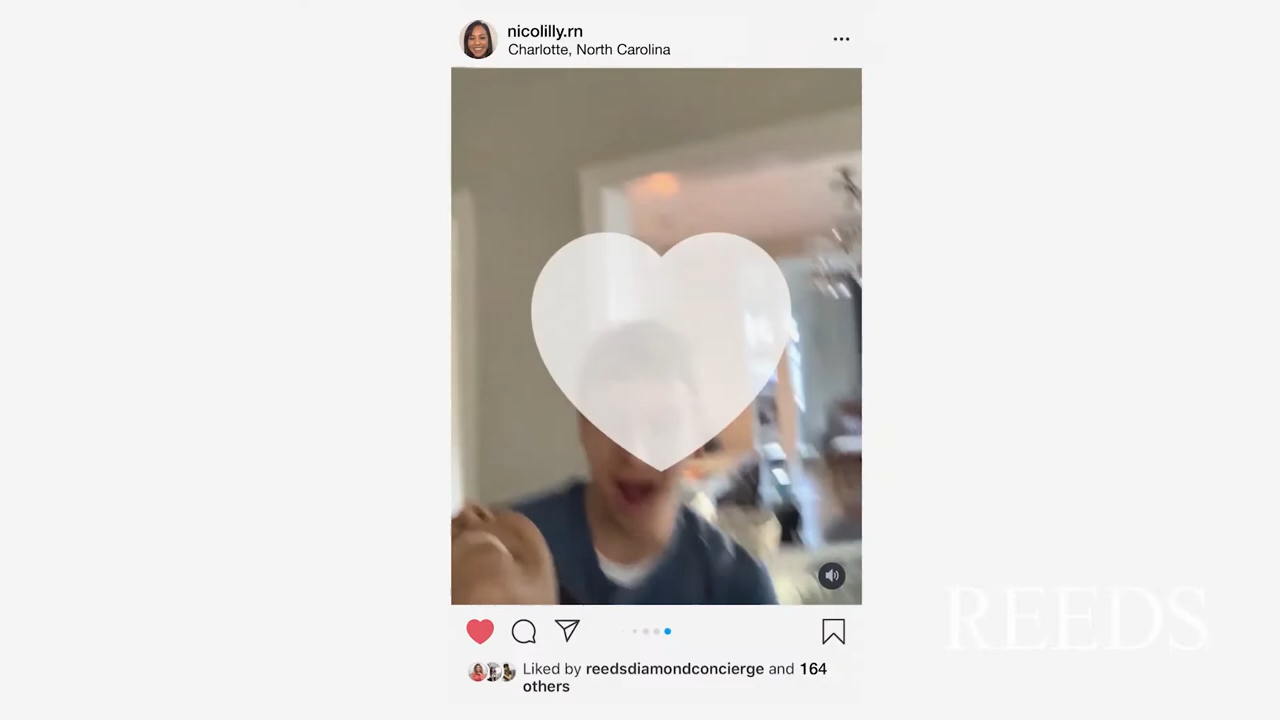 nicolilly.rn
Charlotte, North Carolina
REEDS
Liked by reedsdiamondconcierge and 164
others